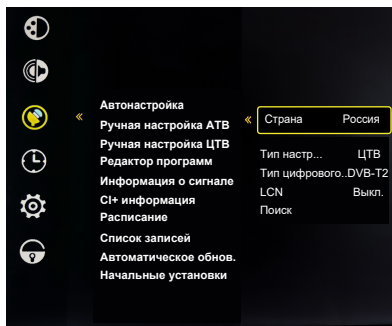 Автонастройка
Ручная настройка АТВ
Ручная настройка ЦТВ
Редактор программ
Информация о сигнале
CI+ информация
Расписание
Список записей
Автоматическое обнов.
Начальные установки
Страна Россия
Тип настр... ЦТВ
Тип цифрового..DVB-T2
LCN Выкл.
Поиск